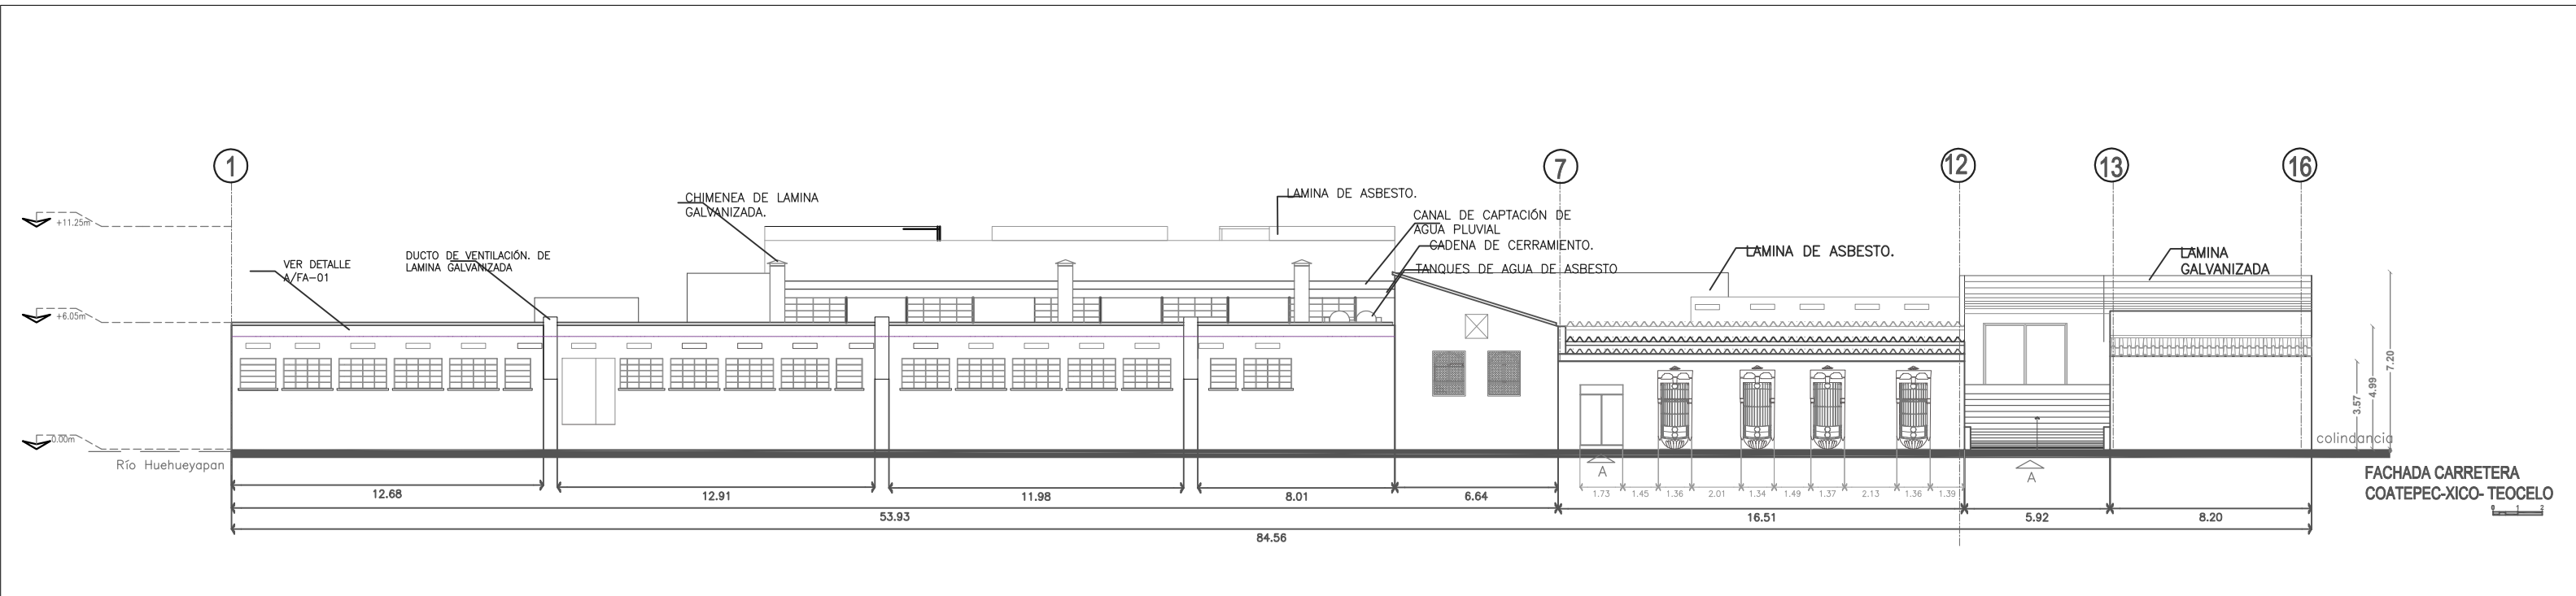 1
7
12
13
16
CHIMENEA DE LAMINA
GALVANIZADA.
LAMINA DE ASBESTO.
CANAL DE CAPTACIÓN DE
AGUA PLUVIAL
CADENA DE CERRAMIENTO.
TANQUES DE AGUA DE ASBESTO
LAMINA DE ASBESTO.
LAMINA
GALVANIZADA
DUCTO DE VENTILACIÓN. DE
LAMINA GALVANIZADA
VER DETALLE
A/FA-01
+11.25m
+6.05m
0.00m
Río Huehueyapan
3.57
4.99
7.20
colindancia
A
A
FACHADA CARRETERA
COATEPEC-XICO- TEOCELO
0 1 2
1.73 1.45 1.36 2.01 1.34 1.49 1.37 2.13 1.36 1.39
12.68 12.91 11.98 8.01 6.64
53.93 16.51 5.92 8.20
84.56